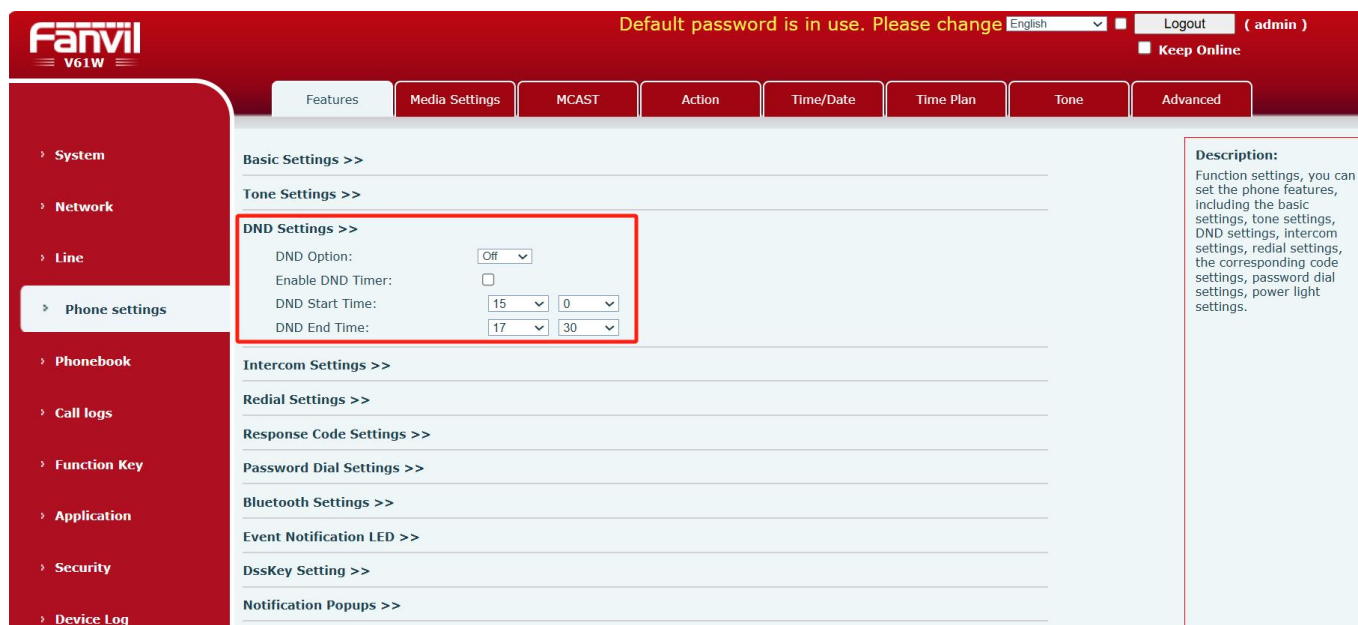 Fanvil
V61W
Default password is in use. Please change
English
Logout
( admin )
Keep Online
Features
Media Settings
MCAST
Action
Time/Date
Time Plan
Tone
Advanced
› System
› Network
› Line
› Phone settings
› Phonebook
› Call logs
› Function Key
› Application
› Security
› Device Log
Basic Settings >>
Tone Settings >>
DND Settings >>
DND Option: Off
Enable DND Timer:
DND Start Time: 15 0
DND End Time: 17 30
Intercom Settings >>
Redial Settings >>
Response Code Settings >>
Password Dial Settings >>
Bluetooth Settings >>
Event Notification LED >>
DssKey Setting >>
Notification Popups >>
Description:
Function settings, you can
set the phone features,
including the basic
settings, tone settings,
DND settings, intercom
settings, redial settings,
the corresponding code
settings, password dial
settings, power light
settings.